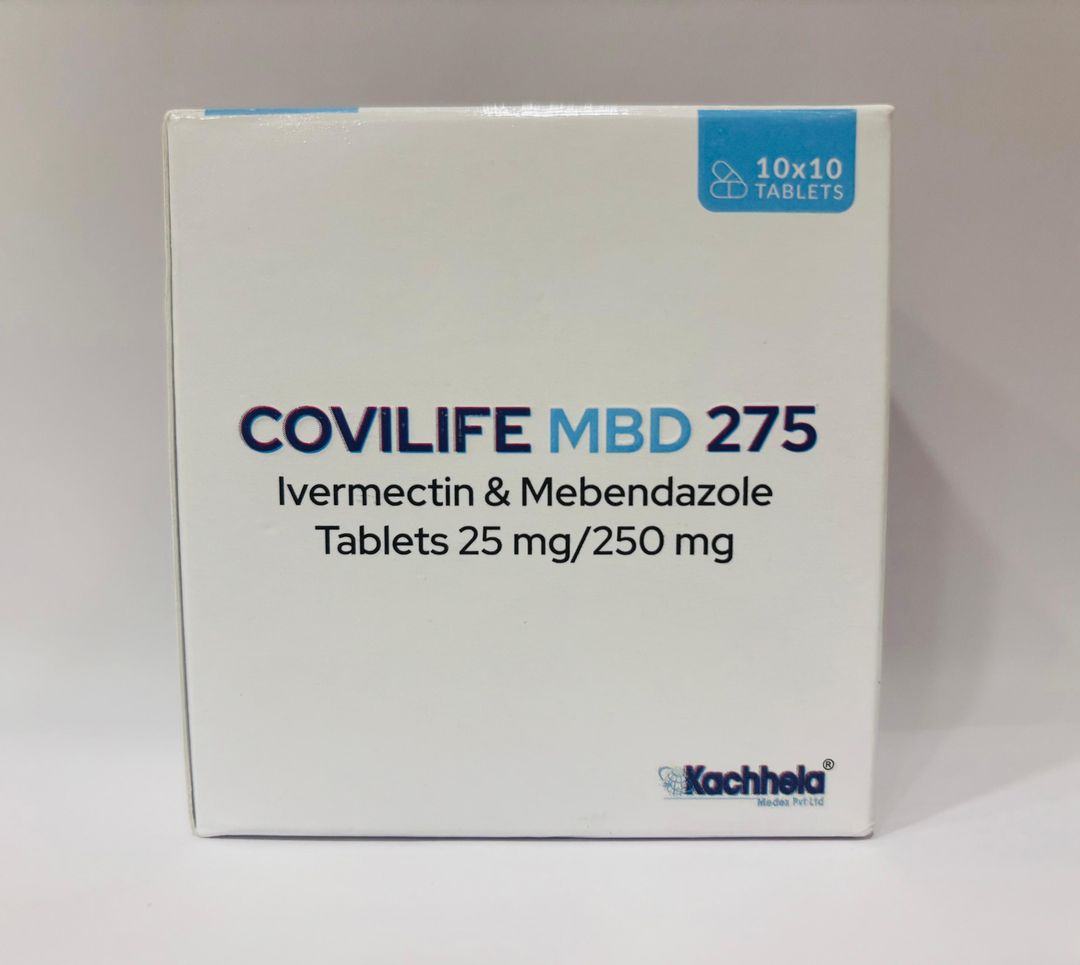 10x10
TABLETS
COVILIFE MBD 275
Ivermectin & Mebendazole
Tablets 25 mg/250 mg
Kachhela®
Medex Pvt Ltd